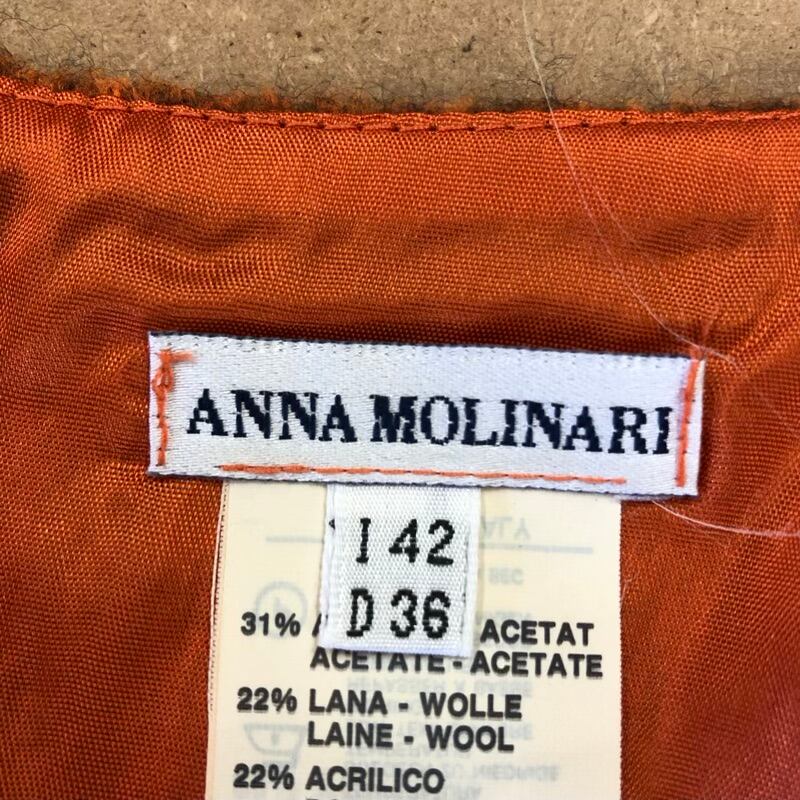 ANNA MOLINARI
I 42
D 36
31% ACETAT
ACETATE - ACETATE
22% LANA - WOLLE
LAINE - WOOL
22% ACRILICO